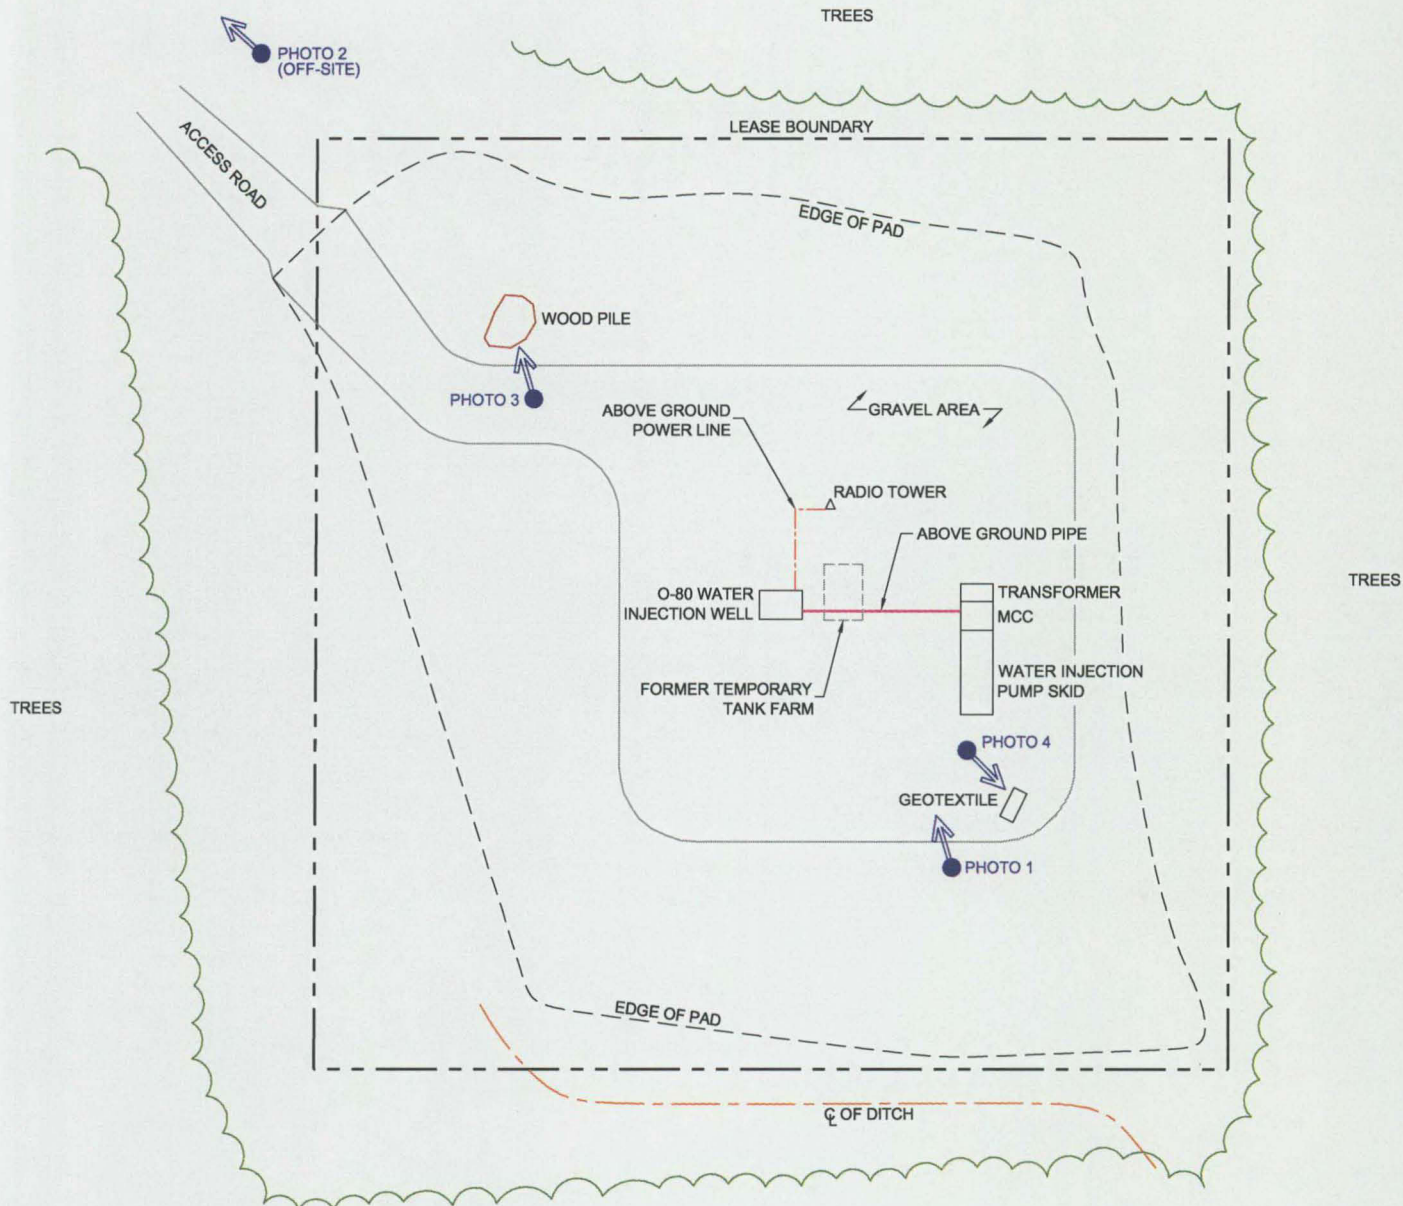 TREES
PHOTO 2
(OFF-SITE)
ACCESS ROAD
LEASE BOUNDARY
EDGE OF PAD
WOOD PILE
PHOTO 3
ABOVE GROUND
POWER LINE
GRAVEL AREA
RADIO TOWER
ABOVE GROUND PIPE
TREES
O-80 WATER
INJECTION WELL
TRANSFORMER
MCC
WATER INJECTION
PUMP SKID
FORMER TEMPORARY
TANK FARM
TREES
PHOTO 4
GEOTEXTILE
PHOTO 1
EDGE OF PAD
℄ OF DITCH